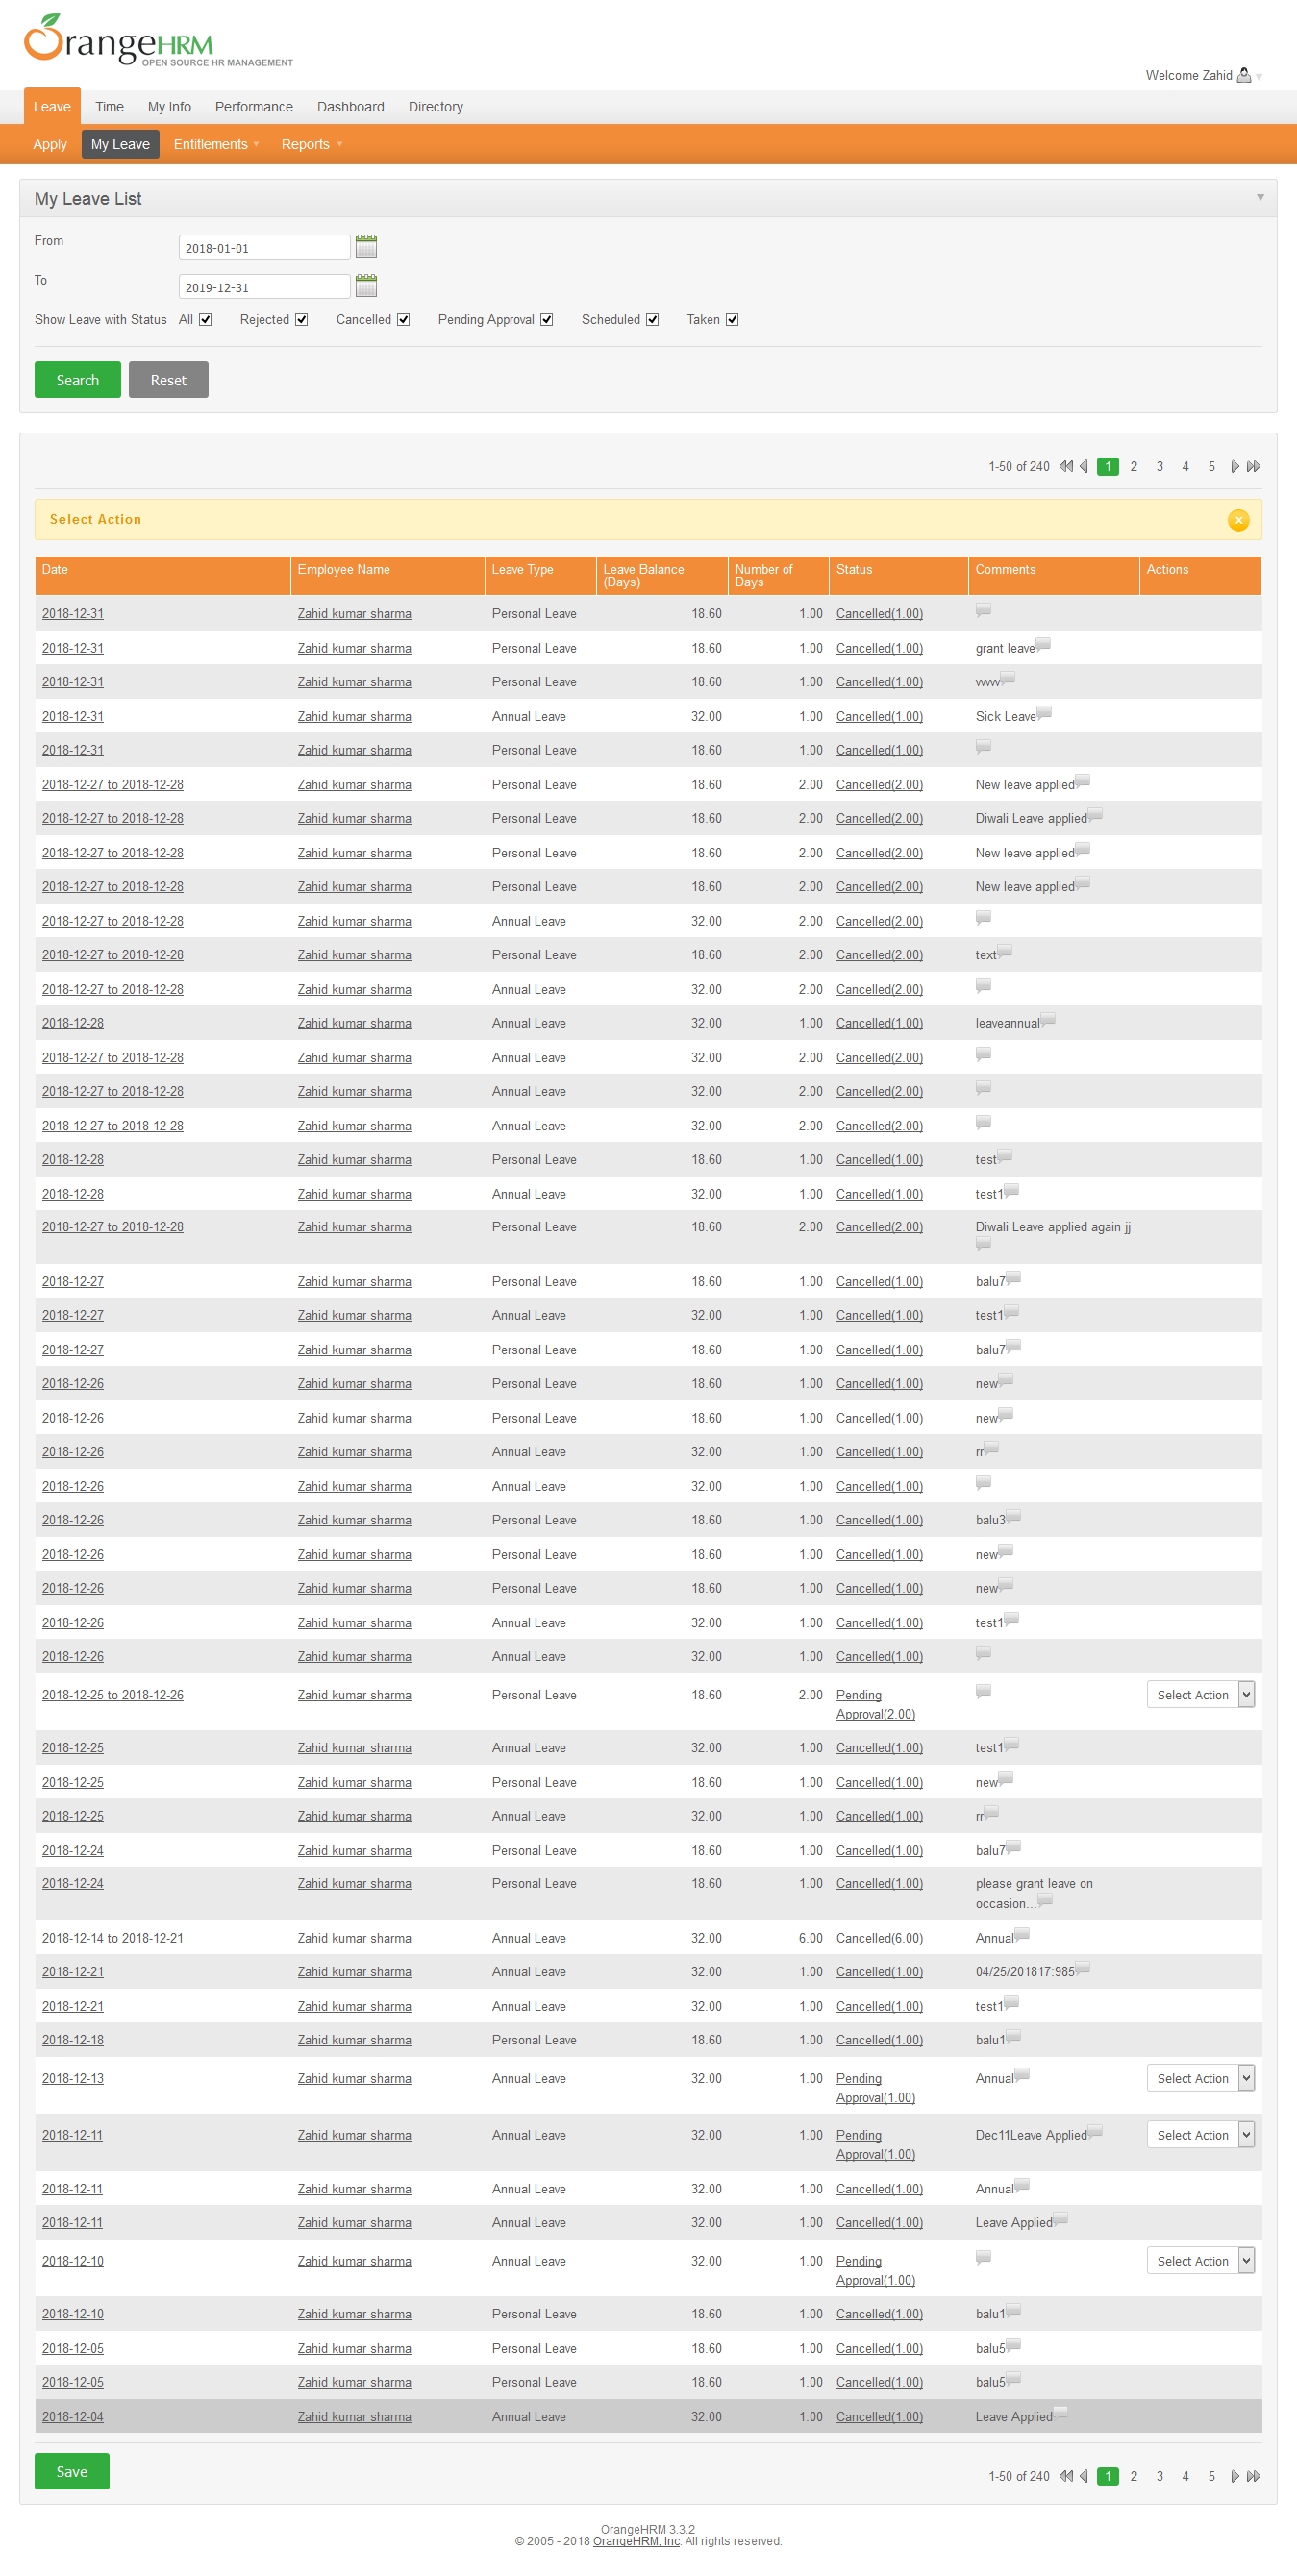 OrangeHRM
OPEN SOURCE HR MANAGEMENT
Welcome Zahid
Leave Time My Info Performance Dashboard Directory
Apply My Leave Entitlements Reports
My Leave List
From 2018-01-01
To 2019-12-31
Show Leave with Status All Rejected Cancelled Pending Approval Scheduled Taken
Search Reset
1-50 of 240 1 2 3 4 5
Select Action x
Date Employee Name Leave Type Leave Balance (Days) Number of Days Status Comments Actions
2018-12-31 Zahid kumar sharma Personal Leave 18.60 1.00 Cancelled(1.00)
2018-12-31 Zahid kumar sharma Personal Leave 18.60 1.00 Cancelled(1.00) grant leave
2018-12-31 Zahid kumar sharma Personal Leave 18.60 1.00 Cancelled(1.00)
2018-12-31 Zahid kumar sharma Annual Leave 32.00 1.00 Cancelled(1.00) Sick Leave
2018-12-31 Zahid kumar sharma Personal Leave 18.60 1.00 Cancelled(1.00)
2018-12-27 to 2018-12-28 Zahid kumar sharma Personal Leave 18.60 2.00 Cancelled(2.00) New leave applied
2018-12-27 to 2018-12-28 Zahid kumar sharma Personal Leave 18.60 2.00 Cancelled(2.00) Diwali Leave applied
2018-12-27 to 2018-12-28 Zahid kumar sharma Personal Leave 18.60 2.00 Cancelled(2.00) New leave applied
2018-12-27 to 2018-12-28 Zahid kumar sharma Personal Leave 18.60 2.00 Cancelled(2.00) New leave applied
2018-12-27 to 2018-12-28 Zahid kumar sharma Annual Leave 32.00 2.00 Cancelled(2.00)
2018-12-27 to 2018-12-28 Zahid kumar sharma Personal Leave 18.60 2.00 Cancelled(2.00) text
2018-12-27 to 2018-12-28 Zahid kumar sharma Annual Leave 32.00 2.00 Cancelled(2.00)
2018-12-28 Zahid kumar sharma Annual Leave 32.00 1.00 Cancelled(1.00) leaveannual
2018-12-27 to 2018-12-28 Zahid kumar sharma Annual Leave 32.00 2.00 Cancelled(2.00)
2018-12-27 to 2018-12-28 Zahid kumar sharma Annual Leave 32.00 2.00 Cancelled(2.00)
2018-12-27 to 2018-12-28 Zahid kumar sharma Annual Leave 32.00 2.00 Cancelled(2.00)
2018-12-28 Zahid kumar sharma Personal Leave 18.60 1.00 Cancelled(1.00) test
2018-12-28 Zahid kumar sharma Annual Leave 32.00 1.00 Cancelled(1.00) test1
2018-12-27 to 2018-12-28 Zahid kumar sharma Personal Leave 18.60 2.00 Cancelled(2.00) Diwali Leave applied again jj
2018-12-27 Zahid kumar sharma Personal Leave 18.60 1.00 Cancelled(1.00) balu7
2018-12-27 Zahid kumar sharma Annual Leave 32.00 1.00 Cancelled(1.00) test1
2018-12-27 Zahid kumar sharma Personal Leave 18.60 1.00 Cancelled(1.00) balu7
2018-12-26 Zahid kumar sharma Personal Leave 18.60 1.00 Cancelled(1.00) new
2018-12-26 Zahid kumar sharma Personal Leave 18.60 1.00 Cancelled(1.00) new
2018-12-26 Zahid kumar sharma Annual Leave 32.00 1.00 Cancelled(1.00) rr
2018-12-26 Zahid kumar sharma Annual Leave 32.00 1.00 Cancelled(1.00)
2018-12-26 Zahid kumar sharma Personal Leave 18.60 1.00 Cancelled(1.00) balu3
2018-12-26 Zahid kumar sharma Personal Leave 18.60 1.00 Cancelled(1.00) new
2018-12-26 Zahid kumar sharma Personal Leave 18.60 1.00 Cancelled(1.00) new
2018-12-26 Zahid kumar sharma Annual Leave 32.00 1.00 Cancelled(1.00) test1
2018-12-26 Zahid kumar sharma Annual Leave 32.00 1.00 Cancelled(1.00)
2018-12-25 to 2018-12-26 Zahid kumar sharma Personal Leave 18.60 2.00 Pending Select Action
Approval(2.00)
2018-12-25 Zahid kumar sharma Annual Leave 32.00 1.00 Cancelled(1.00) test1
2018-12-25 Zahid kumar sharma Personal Leave 18.60 1.00 Cancelled(1.00) new
2018-12-25 Zahid kumar sharma Annual Leave 32.00 1.00 Cancelled(1.00) rr
2018-12-24 Zahid kumar sharma Personal Leave 18.60 1.00 Cancelled(1.00) balu7
2018-12-24 Zahid kumar sharma Personal Leave 18.60 1.00 Cancelled(1.00) please grant leave on
occasion...
2018-12-14 to 2018-12-21 Zahid kumar sharma Annual Leave 32.00 6.00 Cancelled(6.00) Annual
2018-12-21 Zahid kumar sharma Annual Leave 32.00 1.00 Cancelled(1.00) 04/25/201817:985
2018-12-21 Zahid kumar sharma Annual Leave 32.00 1.00 Cancelled(1.00) test1
2018-12-18 Zahid kumar sharma Personal Leave 18.60 1.00 Cancelled(1.00) balu1
2018-12-13 Zahid kumar sharma Annual Leave 32.00 1.00 Pending Annual Select Action
Approval(1.00)
2018-12-11 Zahid kumar sharma Annual Leave 32.00 1.00 Pending Dec11Leave Applied Select Action
Approval(1.00)
2018-12-11 Zahid kumar sharma Annual Leave 32.00 1.00 Cancelled(1.00) Annual
2018-12-11 Zahid kumar sharma Annual Leave 32.00 1.00 Cancelled(1.00) Leave Applied
2018-12-10 Zahid kumar sharma Annual Leave 32.00 1.00 Pending Select Action
Approval(1.00)
2018-12-10 Zahid kumar sharma Personal Leave 18.60 1.00 Cancelled(1.00) balu1
2018-12-05 Zahid kumar sharma Personal Leave 18.60 1.00 Cancelled(1.00) balu5
2018-12-05 Zahid kumar sharma Personal Leave 18.60 1.00 Cancelled(1.00) balu5
2018-12-04 Zahid kumar sharma Annual Leave 32.00 1.00 Cancelled(1.00) Leave Applied
Save 1-50 of 240 1 2 3 4 5
OrangeHRM 3.3.2
© 2005 - 2018 OrangeHRM, Inc. All rights reserved.